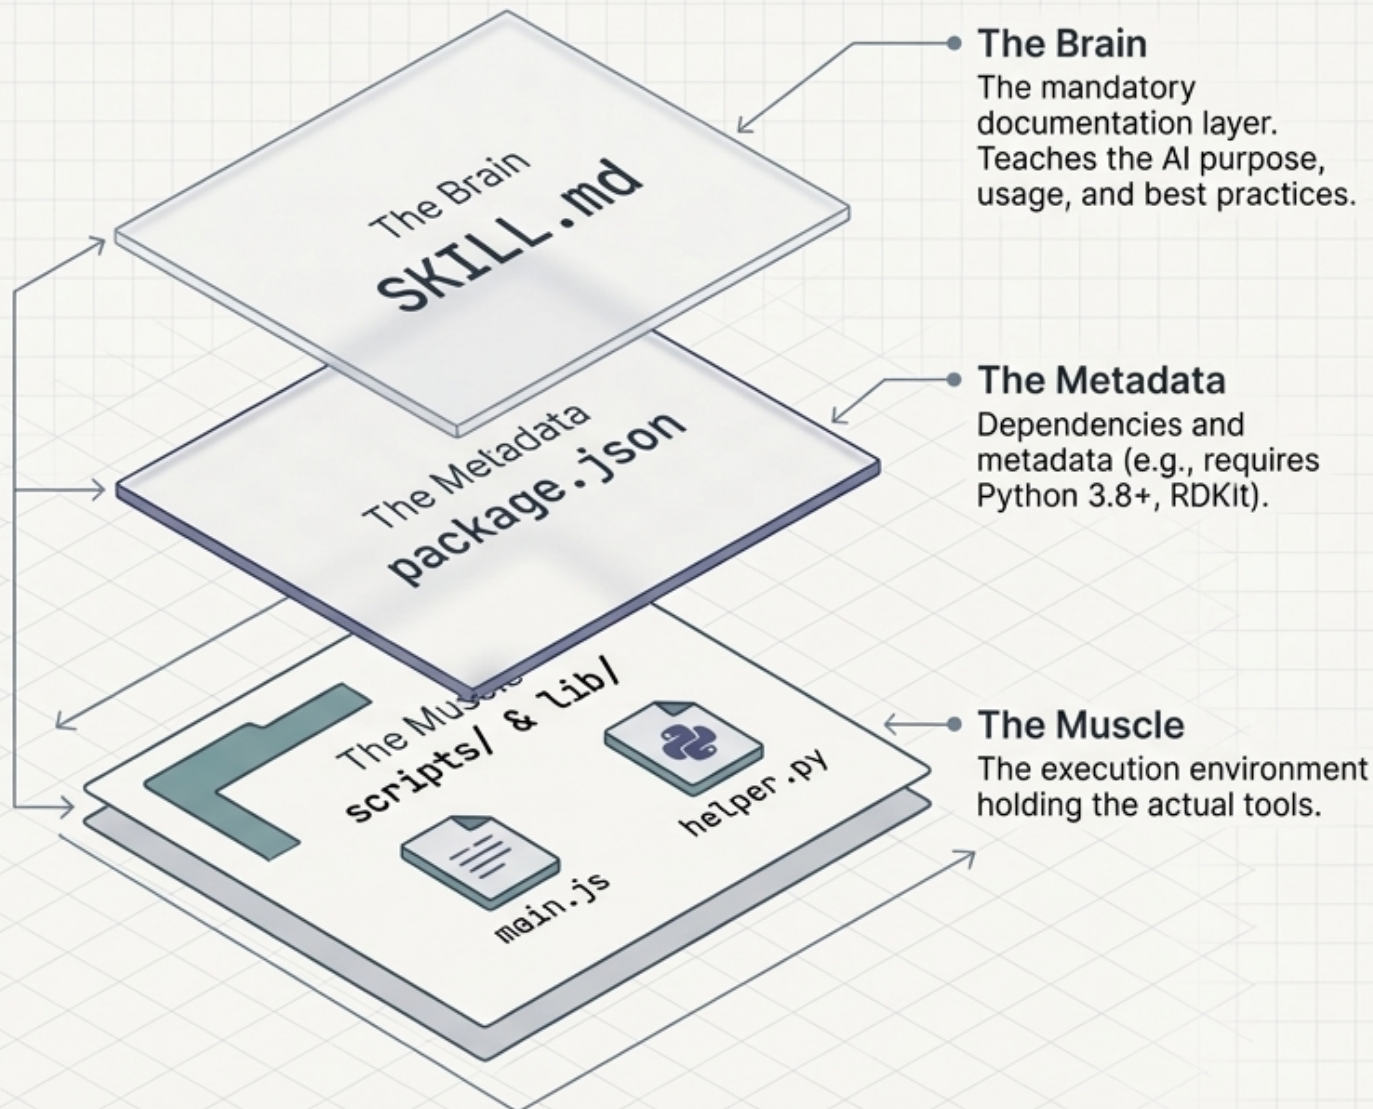 The Brain
SKILL.md
The Brain
The mandatory
documentation layer.
Teaches the AI purpose,
usage, and best practices.
The Metadata
package.json
The Metadata
Dependencies and
metadata (e.g., requires
Python 3.8+, RDKit).
The Muscle
scripts/ & lib/
helper.py
main.js
The Muscle
The execution environment
holding the actual tools.